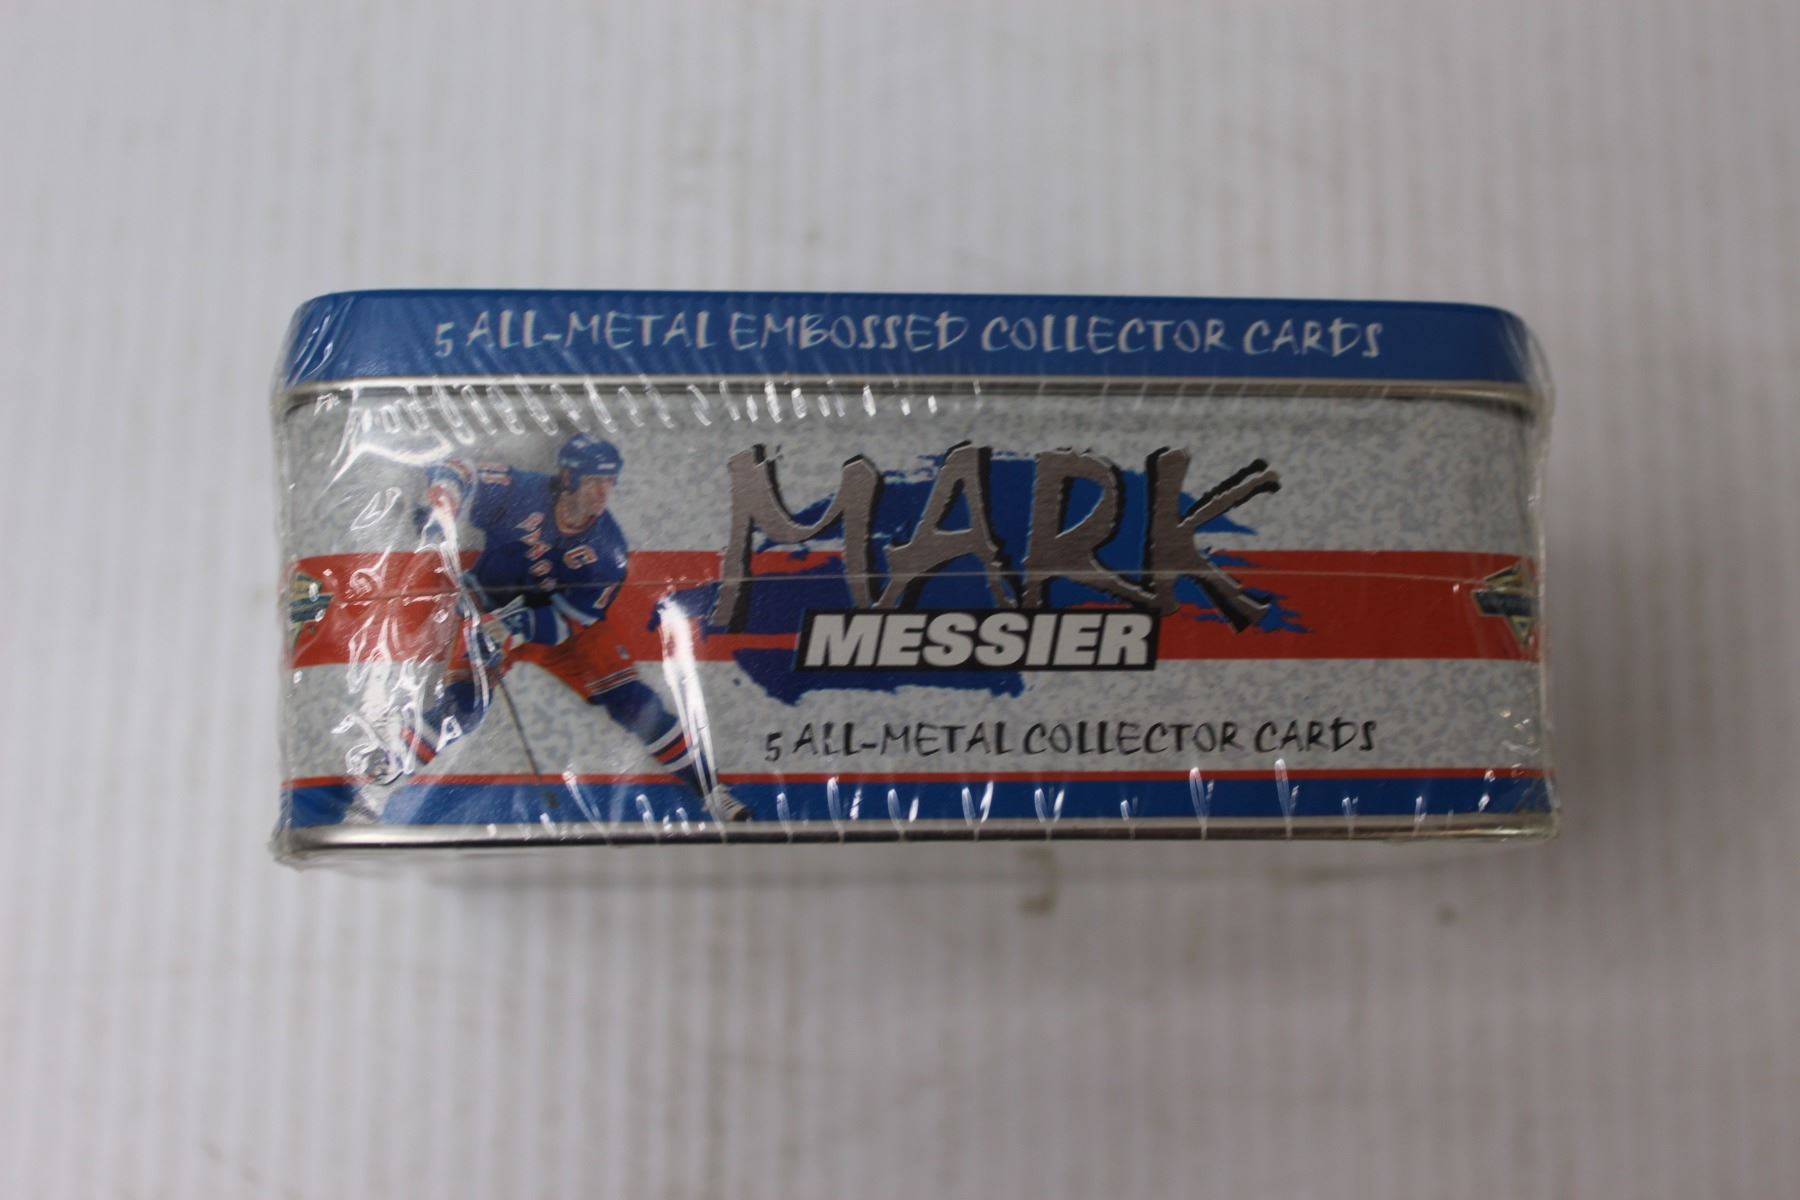 5 ALL-METAL EMBOSSED COLLECTOR CARDS
MARK
MESSIER
5 ALL-METAL COLLECTOR CARDS